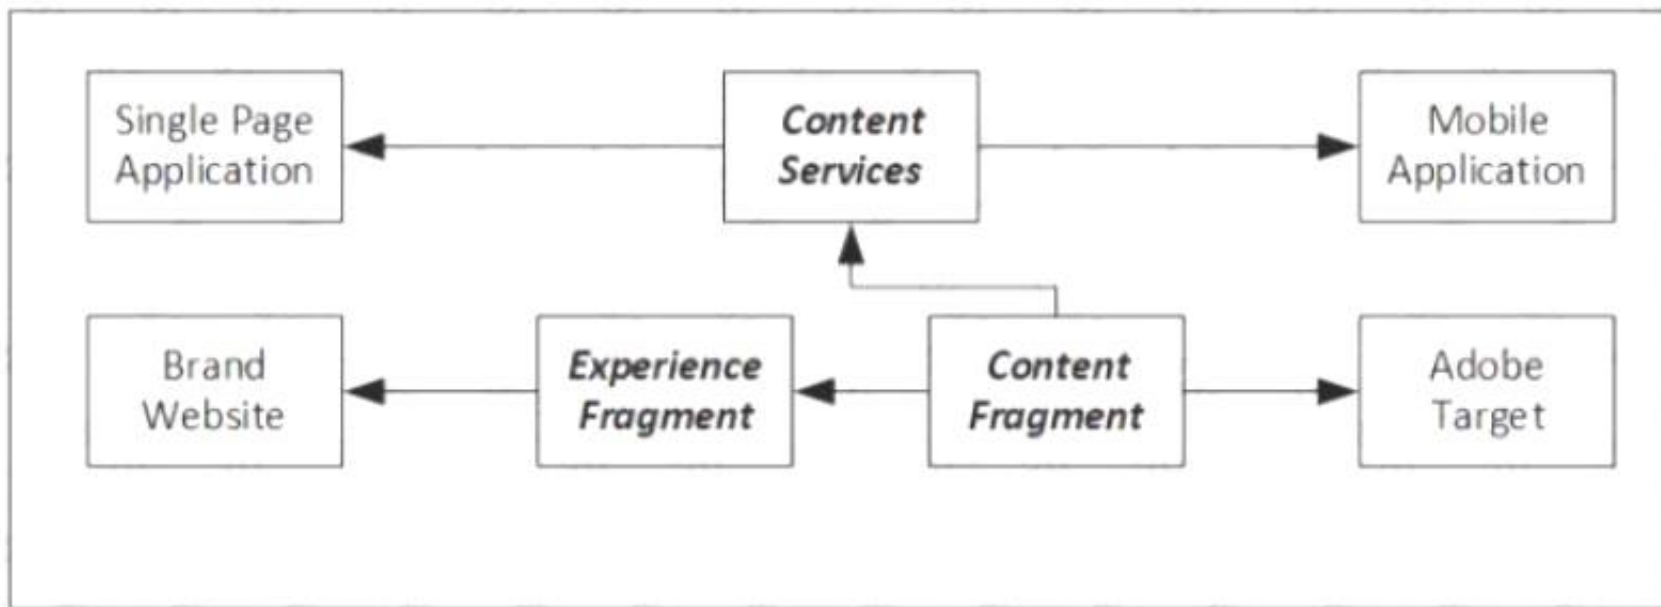 Single Page
Application
Content
Services
Mobile
Application
Brand
Website
Experience
Fragment
Content
Fragment
Adobe
Target